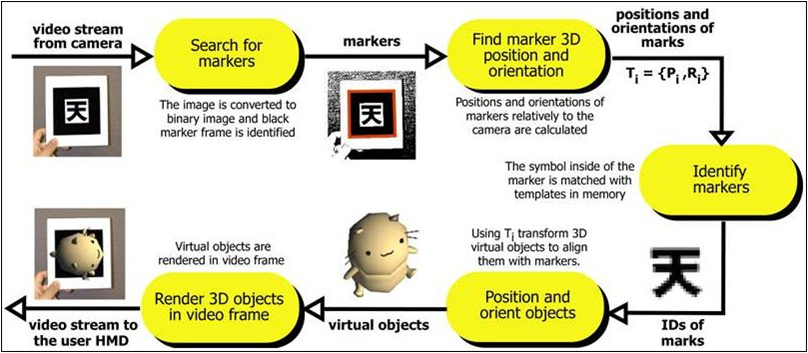 video stream
from camera
Search for
markers
The image is converted to
binary image and black
marker frame is identified
markers
Find marker 3D
position and
orientation
Positions and orientations of
markers relatively to the
camera are calculated
positions and
orientations of
marks
Ti = {Pi ,Ri}
天
天
Identify
markers
The symbol inside of the
marker is matched with
templates in memory
天
IDs of
marks
Using Ti transform 3D
virtual objects to align
them with markers.
Position and
orient objects
virtual objects
Virtual objects are
rendered in video frame
Render 3D objects
in video frame
video stream to
the user HMD